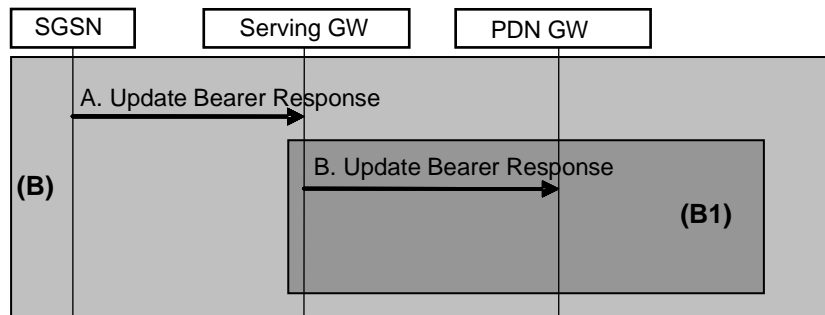 SGSN
Serving GW
PDN GW
A. Update Bearer Response
B. Update Bearer Response
(B)
(B1)